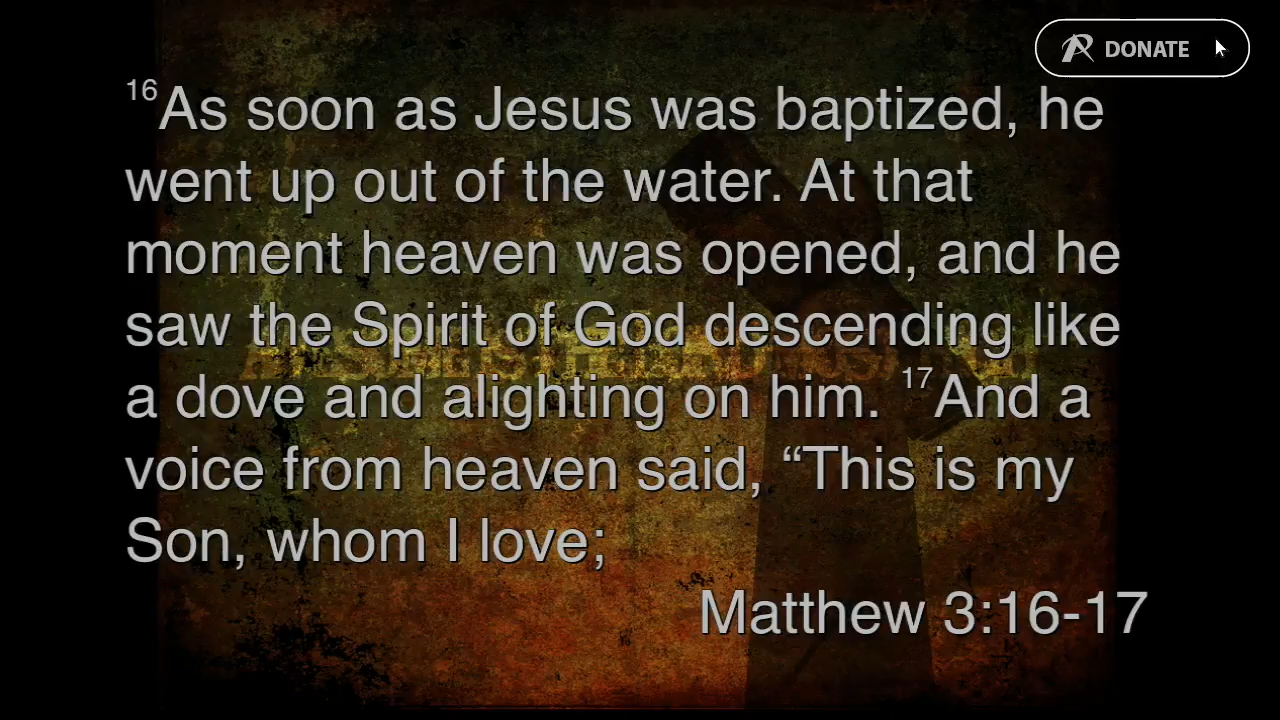 DONATE
16As soon as Jesus was baptized, he
went up out of the water. At that
moment heaven was opened, and he
saw the Spirit of God descending like
a dove and alighting on him. 17And a
voice from heaven said, “This is my
Son, whom I love;
Matthew 3:16-17